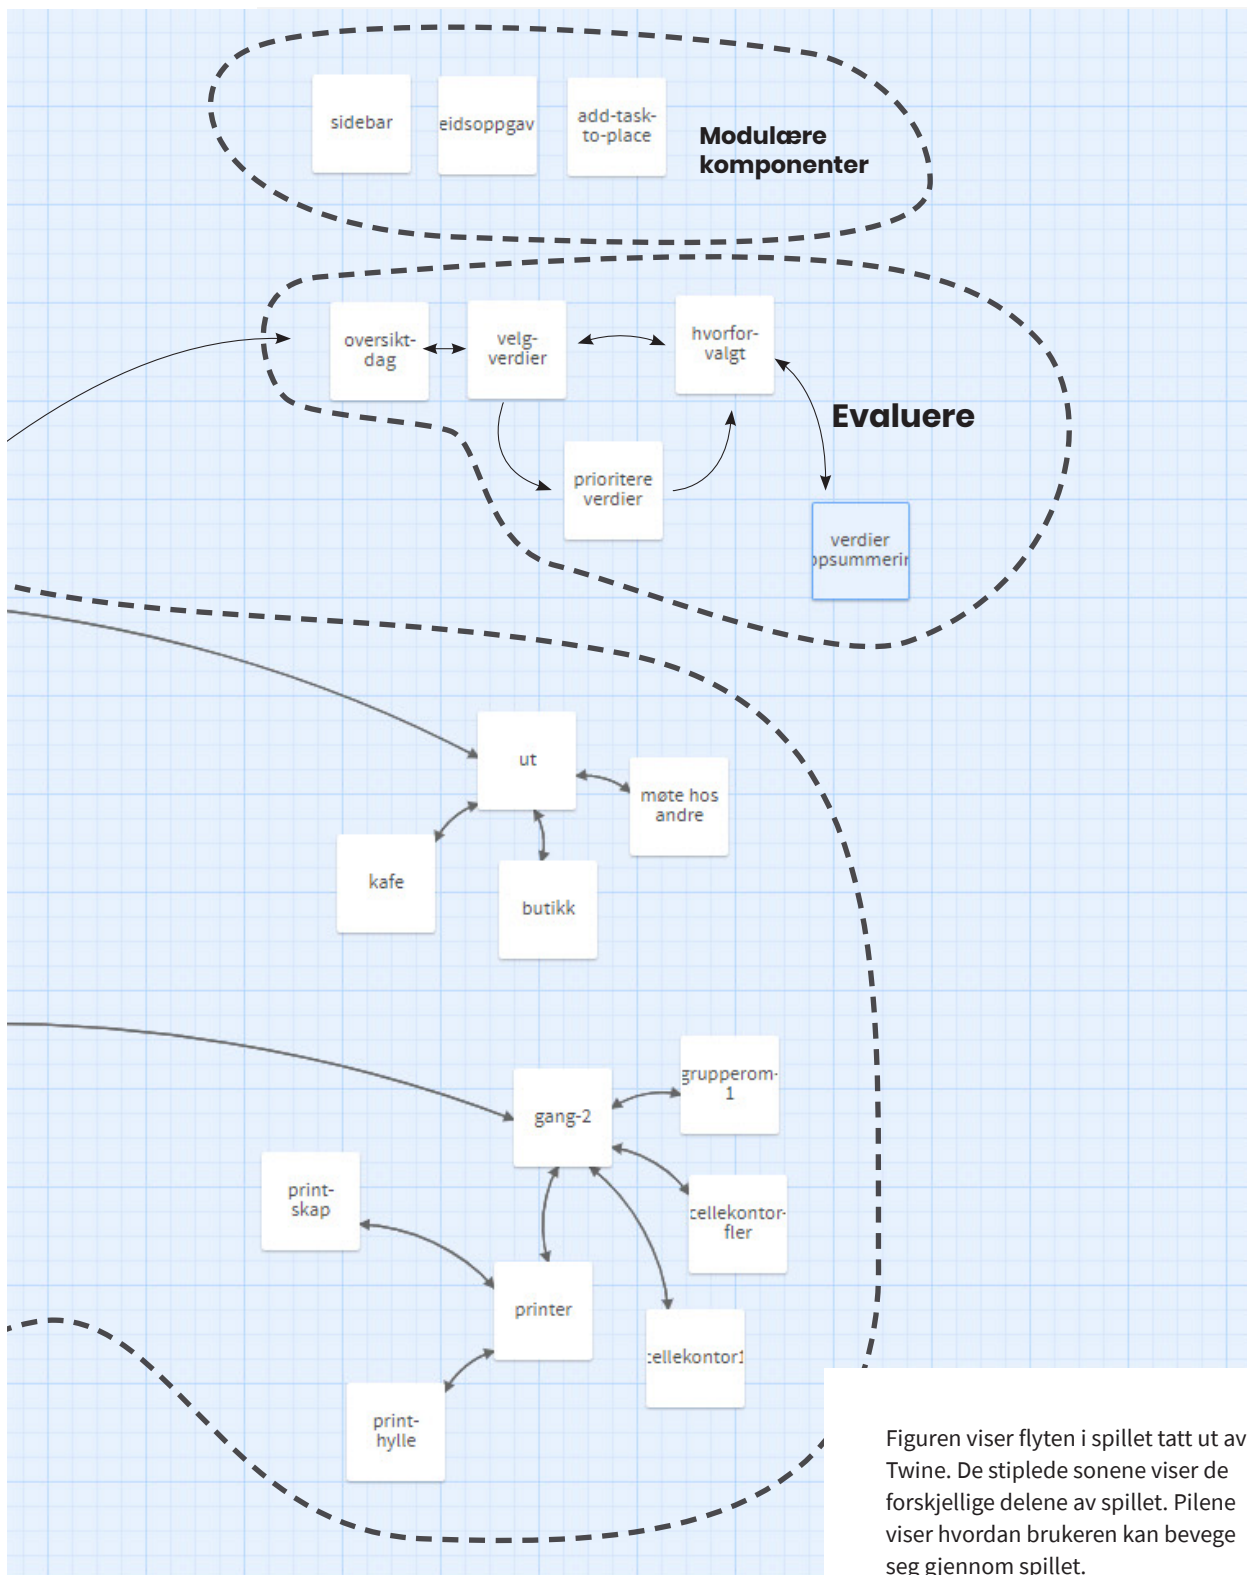 sidebar
eidsoppgav
add-task-
to-place
Modulære
komponenter
oversikt-
dag
velg-
verdier
hvorfor-
valgt
Evaluere
prioritere
verdier
verdier
ppsummerin
ut
møte hos
andre
kafe
butikk
grupperom-
1
gang-2
print-
skap
cellekontor-
fler
printer
cellekontor1
print-
hylle
Figuren viser flyten i spillet tatt ut av
Twine. De stiplede sonene viser de
forskjellige delene av spillet. Pilene
viser hvordan brukeren kan bevege
seg gjennom spillet.